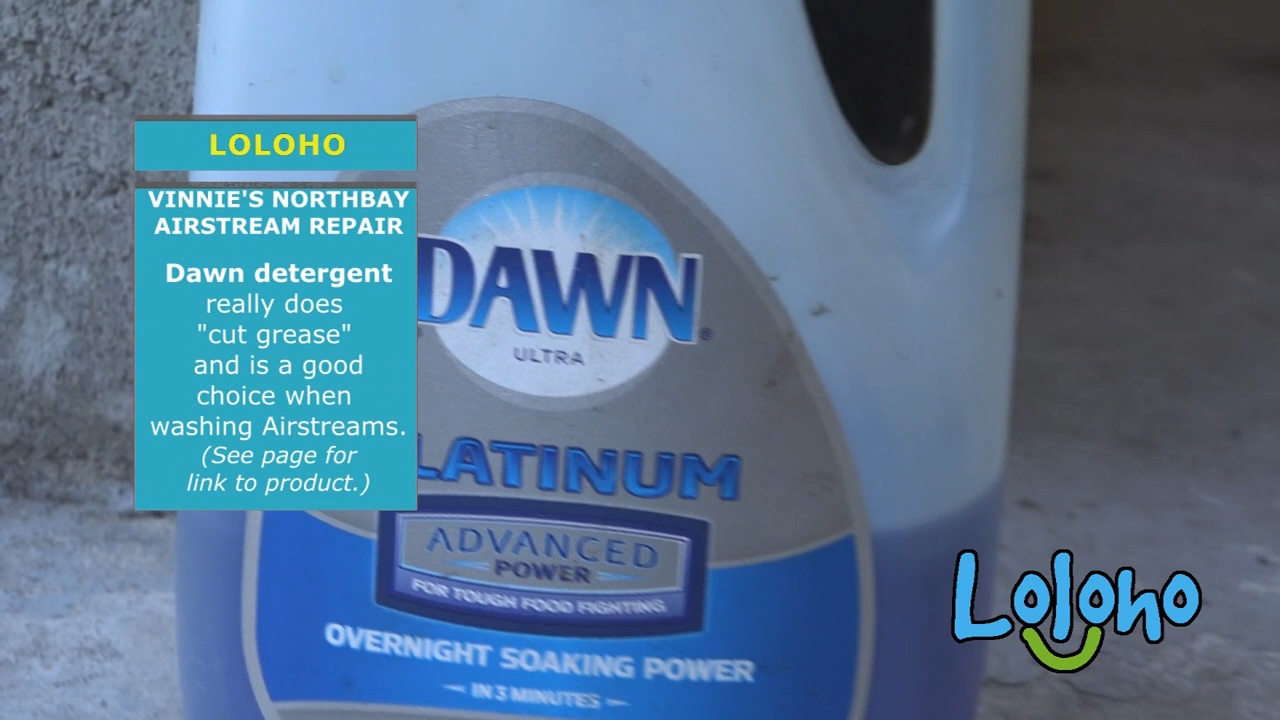 LOLOHO
VINNIE'S NORTHBAY
AIRSTREAM REPAIR
Dawn detergent
really does
"cut grease"
and is a good
choice when
washing Airstreams.
(See page for
link to product.)
DAWN
ULTRA
LATINUM
ADVANCED
POWER
FOR TOUGH FOOD FIGHTING
OVERNIGHT SOAKING POWER
IN 3 MINUTES
Loloho